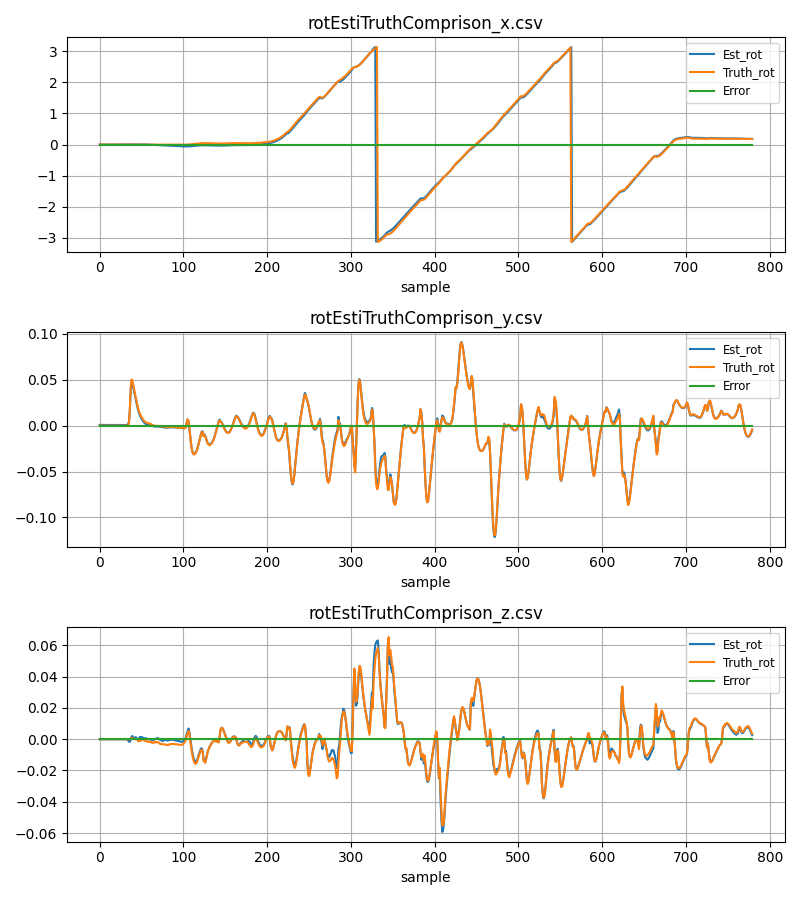 rotEstiTruthComprison_x.csv
3
2
1
0
−1
−2
−3
Est_rot
Truth_rot
Error
0 100 200 300 400 500 600 700 800
sample
rotEstiTruthComprison_y.csv
0.10
0.05
0.00
−0.05
−0.10
Est_rot
Truth_rot
Error
0 100 200 300 400 500 600 700 800
sample
rotEstiTruthComprison_z.csv
0.06
0.04
0.02
0.00
−0.02
−0.04
−0.06
Est_rot
Truth_rot
Error
0 100 200 300 400 500 600 700 800
sample